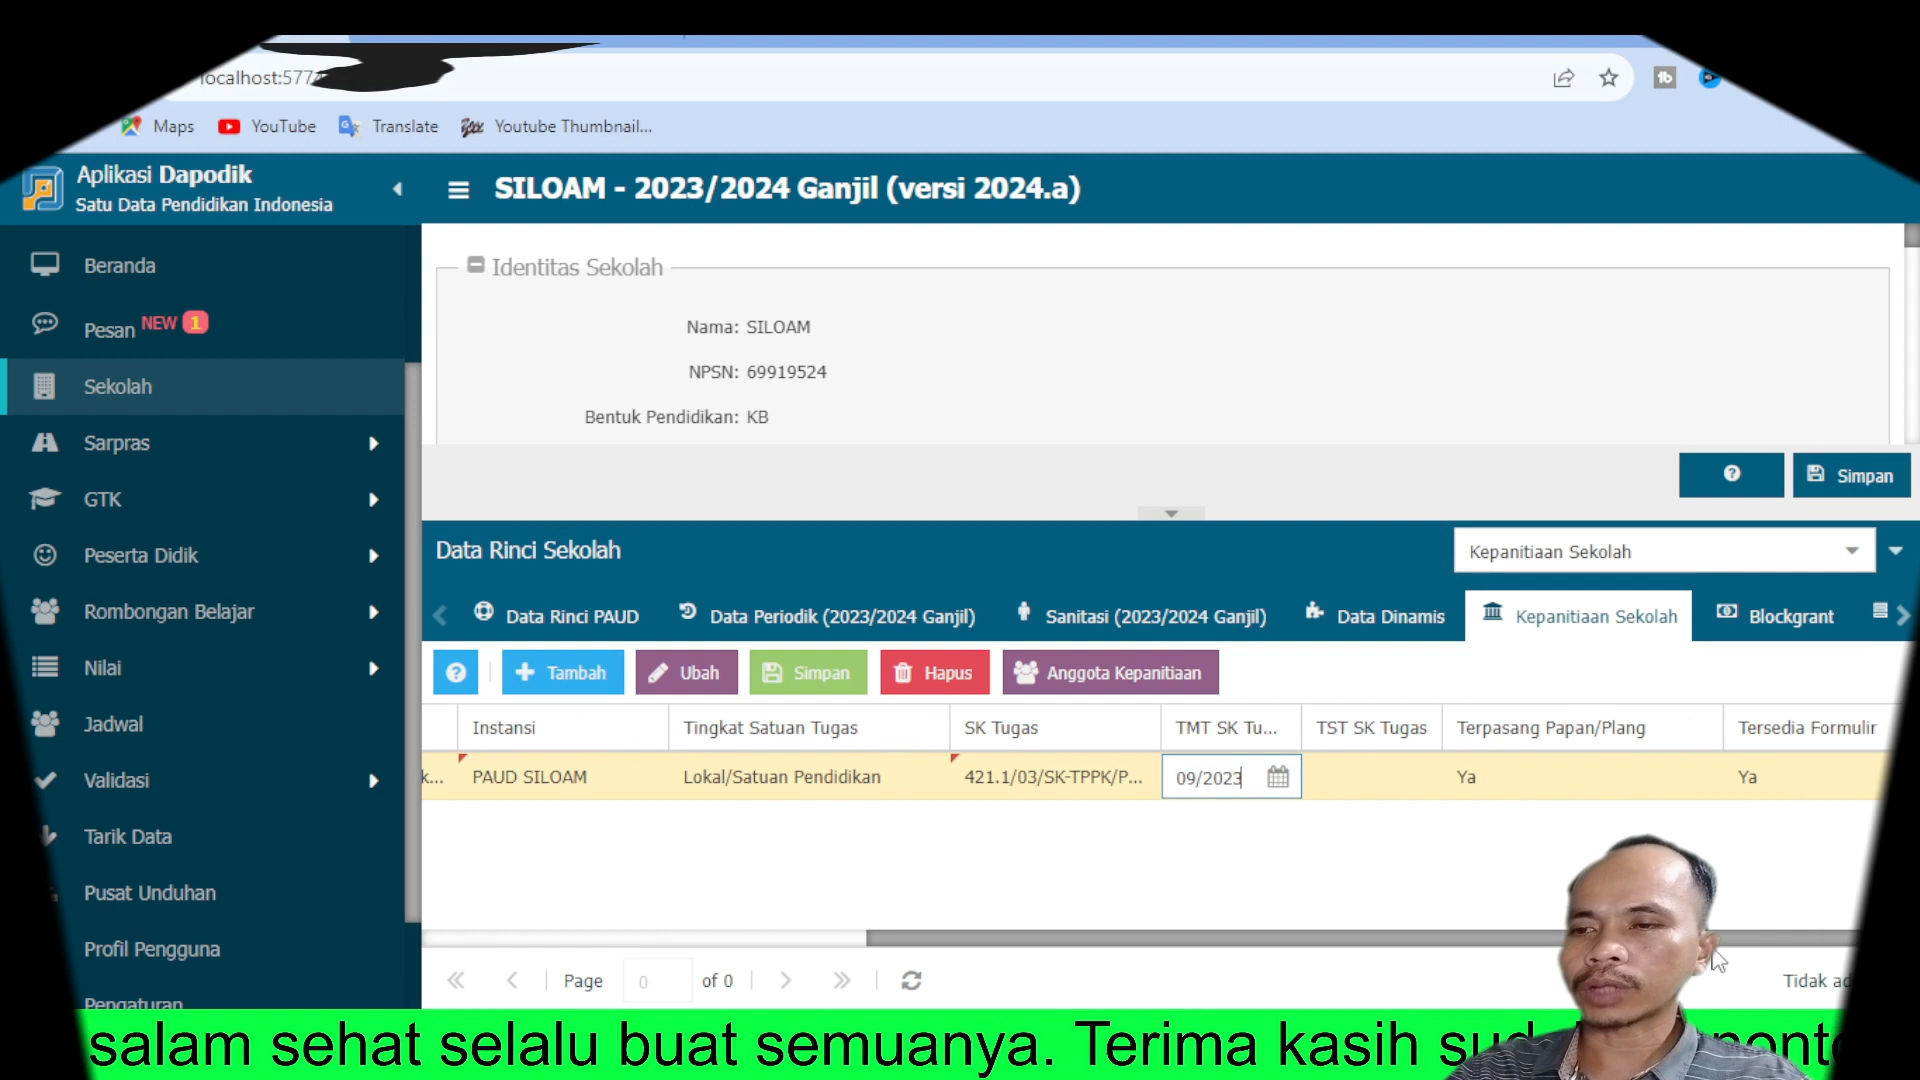 localhost:577
Maps YouTube Translate Youtube Thumbnail...
Aplikasi Dapodik
Satu Data Pendidikan Indonesia
SILOAM - 2023/2024 Ganjil (versi 2024.a)
Beranda
Pesan NEW 1
Sekolah
Sarpras
GTK
Peserta Didik
Rombongan Belajar
Nilai
Jadwal
Validasi
Tarik Data
Pusat Unduhan
Profil Pengguna
Pengaturan
Identitas Sekolah
Nama: SILOAM
NPSN: 69919524
Bentuk Pendidikan: KB
Simpan
Data Rinci Sekolah
Kepanitiaan Sekolah
Data Rinci PAUD Data Periodik (2023/2024 Ganjil) Sanitasi (2023/2024 Ganjil) Data Dinamis Kepanitiaan Sekolah Blockgrant
Tambah Ubah Simpan Hapus Anggota Kepanitiaan
Instansi Tingkat Satuan Tugas SK Tugas TMT SK Tu... TST SK Tugas Terpasang Papan/Plang Tersedia Formulir
k... PAUD SILOAM Lokal/Satuan Pendidikan 421.1/03/SK-TPPK/P... 09/2023 Ya Ya
Page 0 of 0 Tidak
salam sehat selalu buat semuanya. Terima kasih